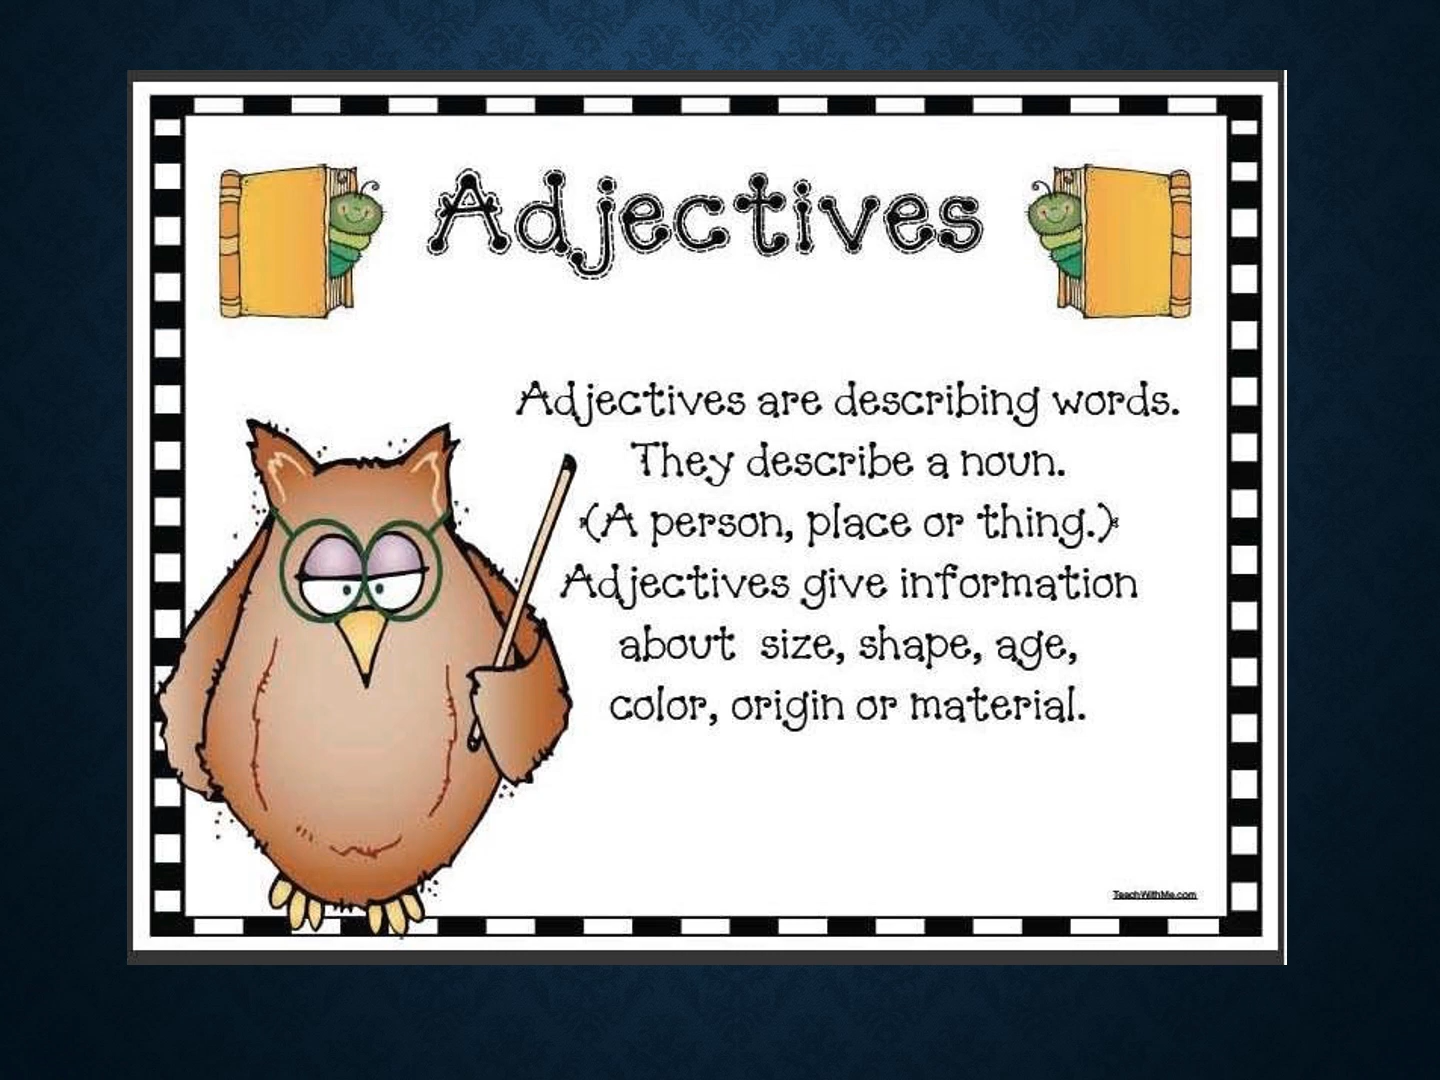 Adjectives
Adjectives are describing words.
They describe a noun.
(A person, place or thing.)
Adjectives give information
about size, shape, age,
color, origin or material.
TeachWithMe.com